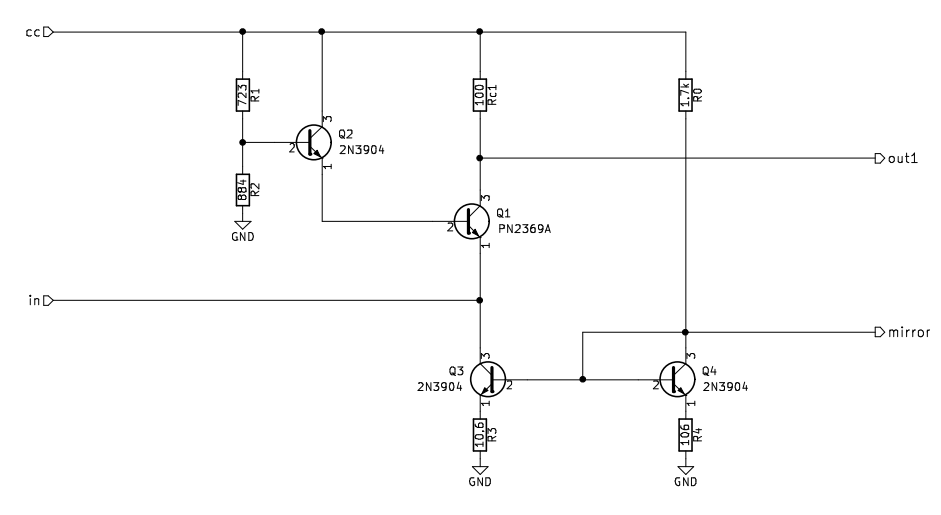 cc
723
R1
100
Rc1
1.7k
R0
3
Q2
2N3904
2
1
out1
884
R2
GND
3
Q1
PN2369A
2
1
in
mirror
3
Q3
2N3904
2
1
3
Q4
2N3904
2
1
10.6
R3
106
R4
GND
GND